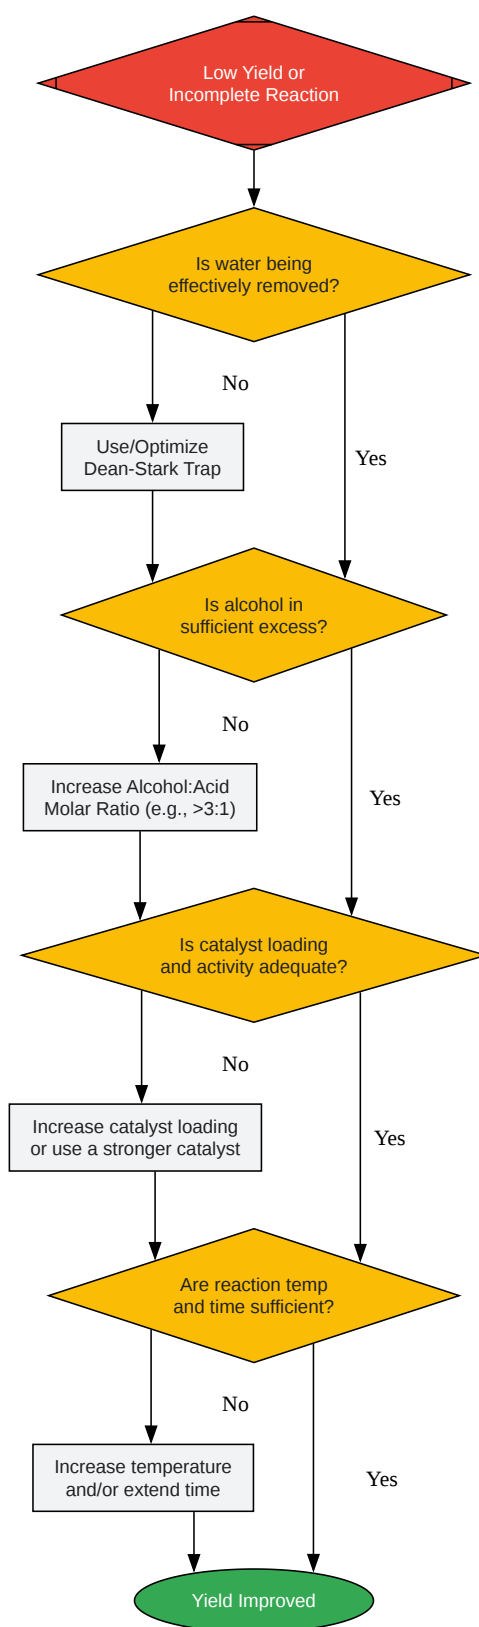 Low Yield or
Incomplete Reaction
Is water being
effectively removed?
No
Use/Optimize
Dean-Stark Trap
Yes
Is alcohol in
sufficient excess?
No
Increase Alcohol:Acid
Molar Ratio (e.g., >3:1)
Yes
Is catalyst loading
and activity adequate?
No
Increase catalyst loading
or use a stronger catalyst
Yes
Are reaction temp
and time sufficient?
No
Increase temperature
and/or extend time
Yes
Yield Improved